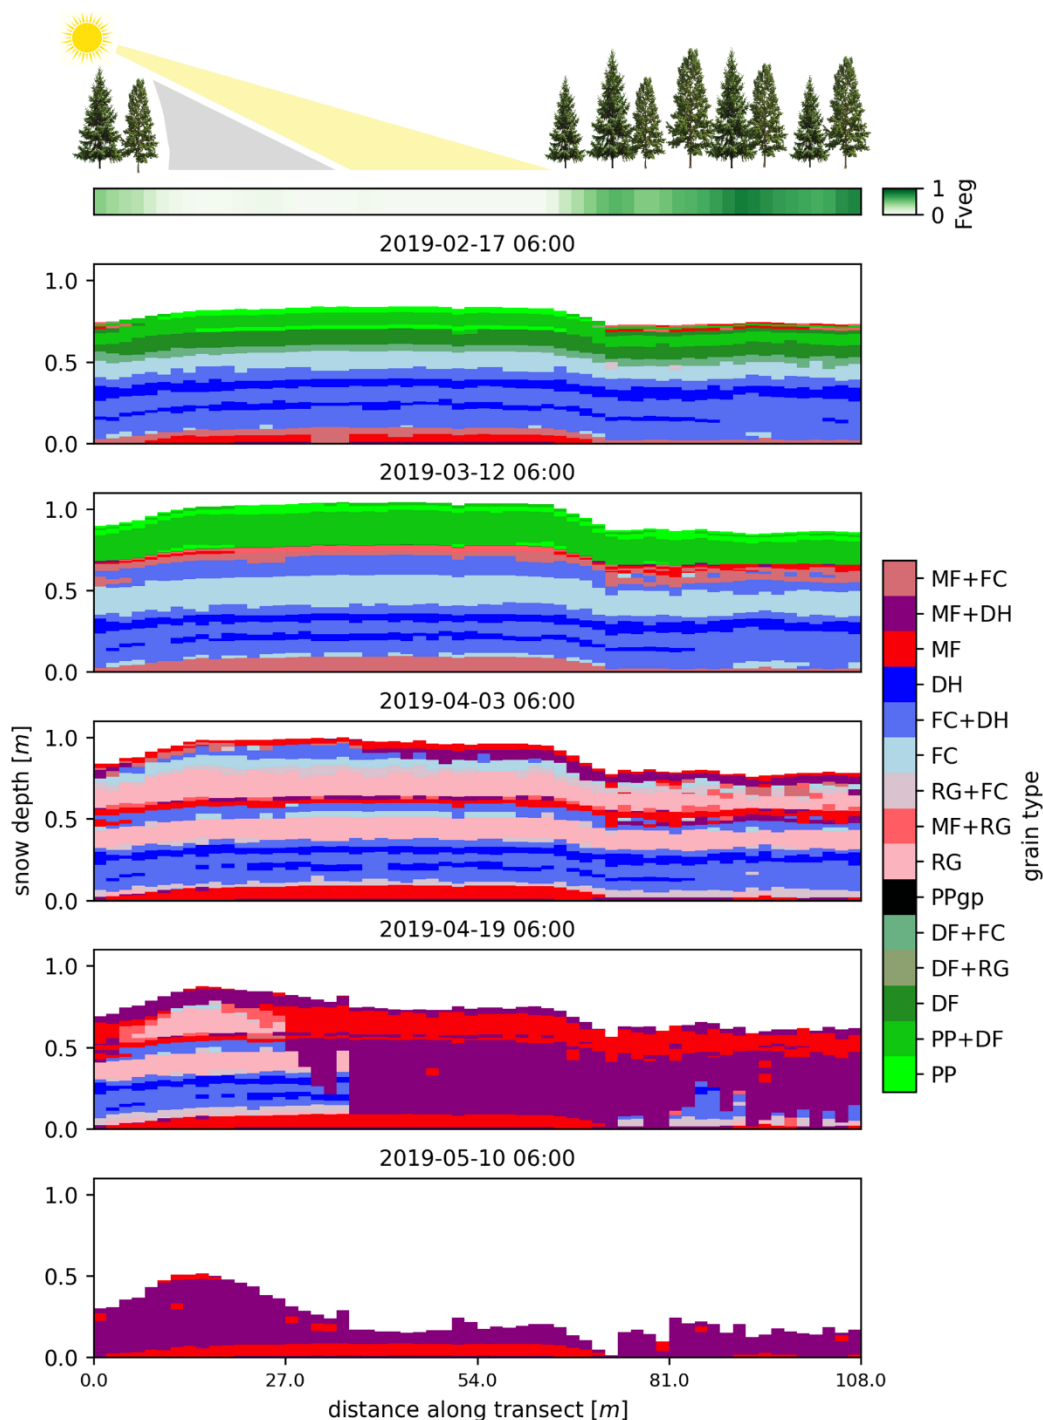 1
0
Fveg
2019-02-17 06:00
1.0
0.5
0.0
2019-03-12 06:00
1.0
0.5
0.0
2019-04-03 06:00
1.0
0.5
0.0
2019-04-19 06:00
1.0
0.5
0.0
2019-05-10 06:00
1.0
0.5
0.0
0.0 27.0 54.0 81.0 108.0
distance along transect [m]
snow depth [m]
MF+FC
MF+DH
MF
DH
FC+DH
FC
RG+FC
MF+RG
RG
PPgp
DF+FC
DF+RG
DF
PP+DF
PP
grain type